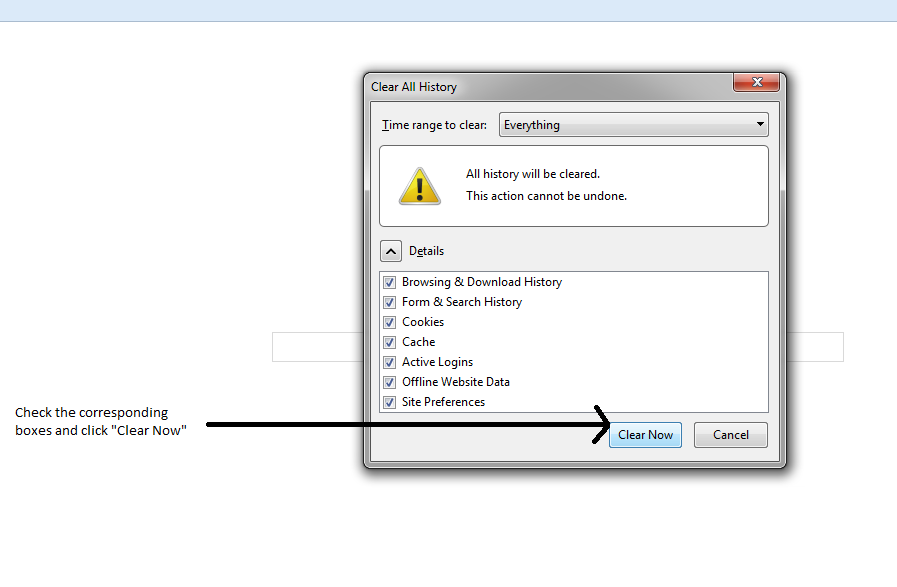 Clear All History
Time range to clear: Everything
All history will be cleared.
This action cannot be undone.
Details
Browsing & Download History
Form & Search History
Cookies
Cache
Active Logins
Offline Website Data
Site Preferences
Check the corresponding
boxes and click "Clear Now"
Clear Now Cancel